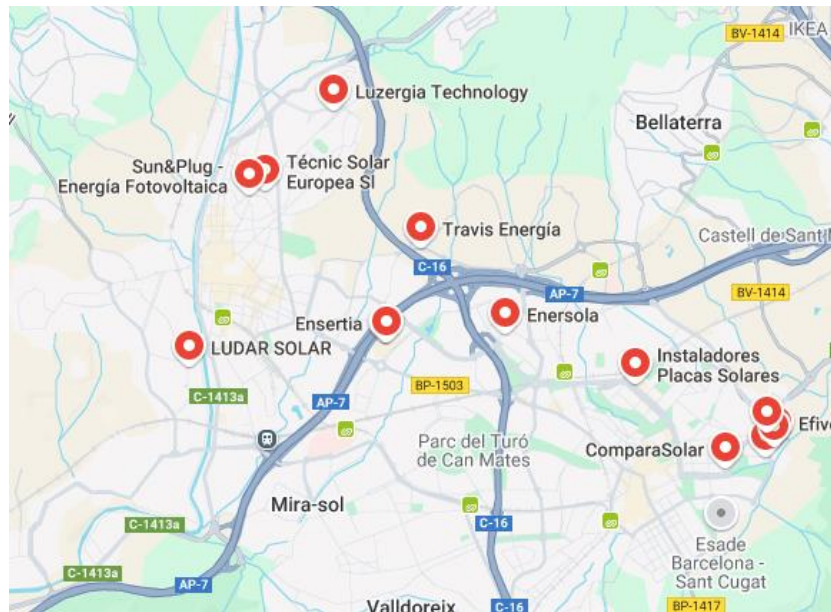 BV-1414
IKEA
Luzergia Technology
Bellaterra
Sun&Plug -
Energía Fotovoltaica
Técnic Solar
Europea Sl
Travis Energía
Castell de Sant
C-16
AP-7
BV-1414
Ensertia
Enersola
LUDAR SOLAR
Instaladores
Placas Solares
BP-1503
C-1413a
AP-7
Efive
Parc del Turó
de Can Mates
ComparaSolar
Mira-sol
C-16
C-1413a
Esade
Barcelona -
Sant Cugat
C-1413a
AP-7
Valldoreix
BP-1417